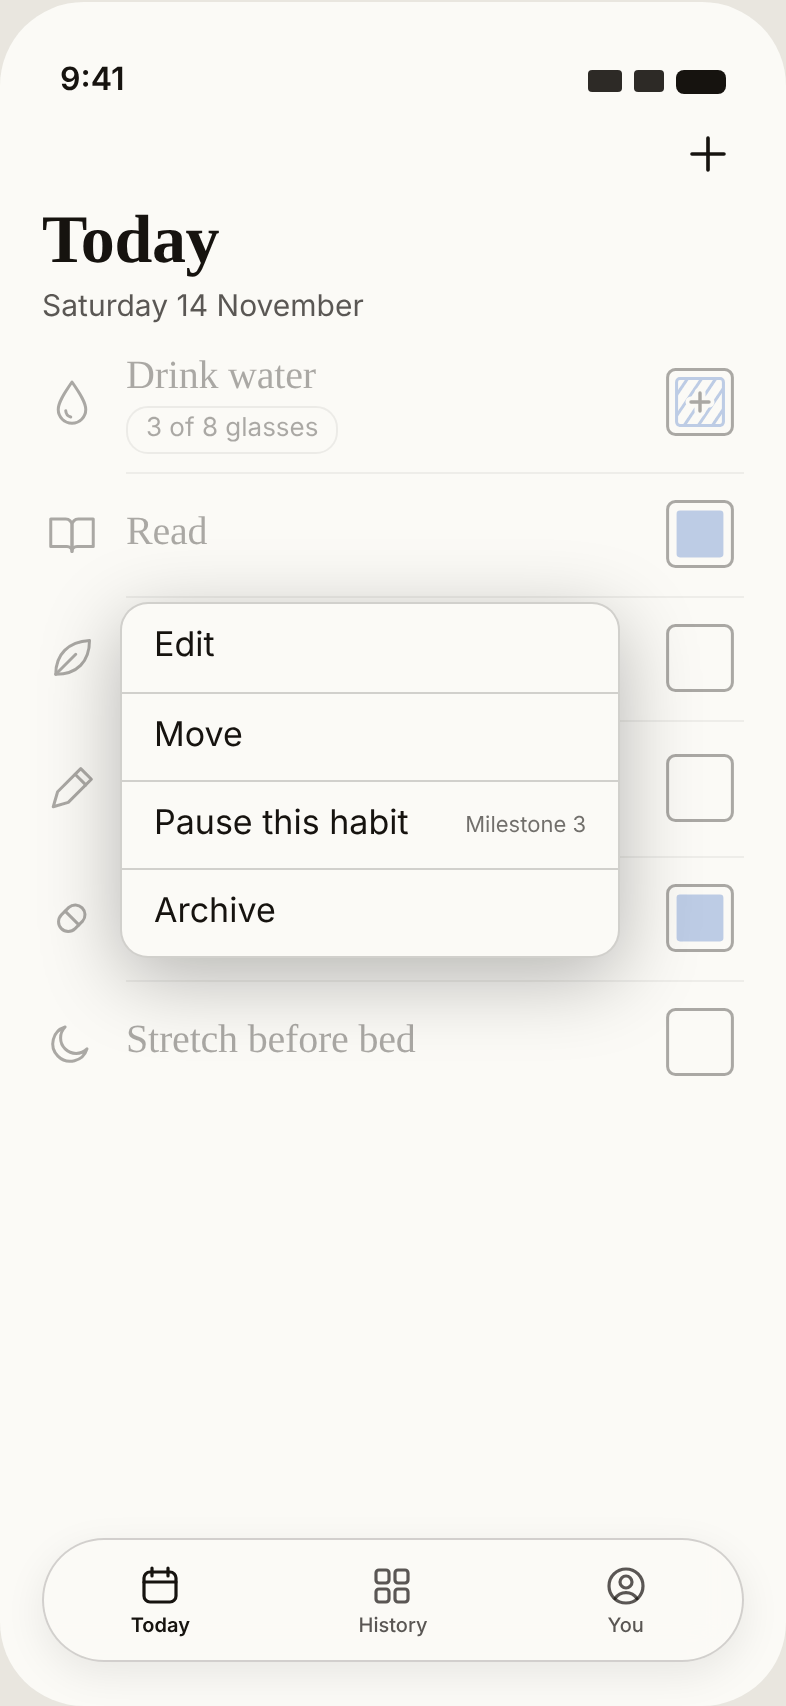 9:41
Today
Saturday 14 November
Drink water
3 of 8 glasses
Read
Edit
Move
Pause this habit Milestone 3
Archive
Stretch before bed
Today History You